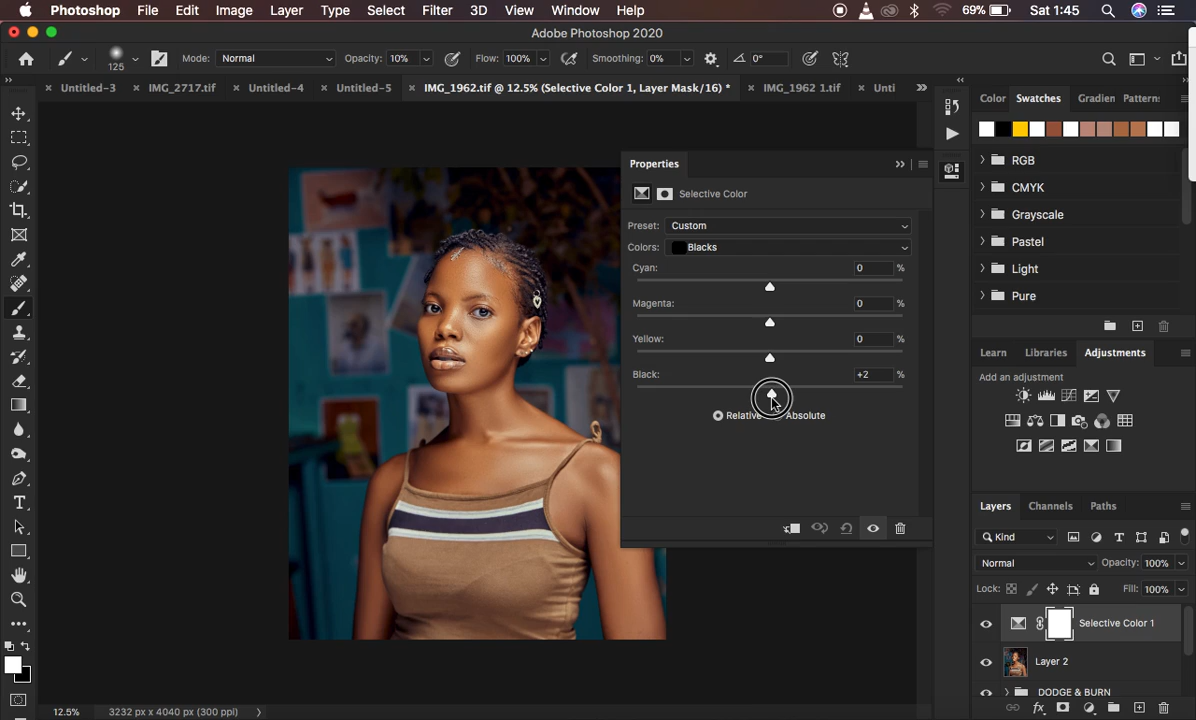 Photoshop File Edit Image Layer Type Select Filter 3D View Window Help 69% Sat 1:45
Adobe Photoshop 2020
125 Mode: Normal Opacity: 10% Flow: 100% Smoothing: 0% 0°
Untitled-3 IMG_2717.tif Untitled-4 Untitled-5 IMG_1962.tif @ 12.5% (Selective Color 1, Layer Mask/16) * IMG_1962 1.tif Unti
Color Swatches Gradien Patterns
RGB
CMYK
Grayscale
Pastel
Light
Pure
Properties
Selective Color
Preset: Custom
Colors: Blacks
Cyan: 0 %
Magenta: 0 %
Yellow: 0 %
Black: +2 %
Relative Absolute
Learn Libraries Adjustments
Add an adjustment
Layers Channels Paths
Kind
Normal Opacity: 100%
Lock: Fill: 100%
Selective Color 1
Layer 2
DODGE & BURN
12.5% 3232 px x 4040 px (300 ppi)